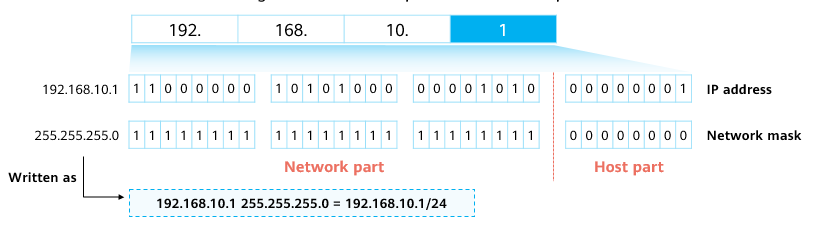 192. 168. 10. 1
192.168.10.1 1 1 0 0 0 0 0 0 1 0 1 0 1 0 0 0 0 0 0 0 1 0 1 0 0 0 0 0 0 0 0 1 IP address
255.255.255.0 1 1 1 1 1 1 1 1 1 1 1 1 1 1 1 1 1 1 1 1 1 1 1 1 0 0 0 0 0 0 0 0 Network mask
Network part Host part
Written as
192.168.10.1 255.255.255.0 = 192.168.10.1/24